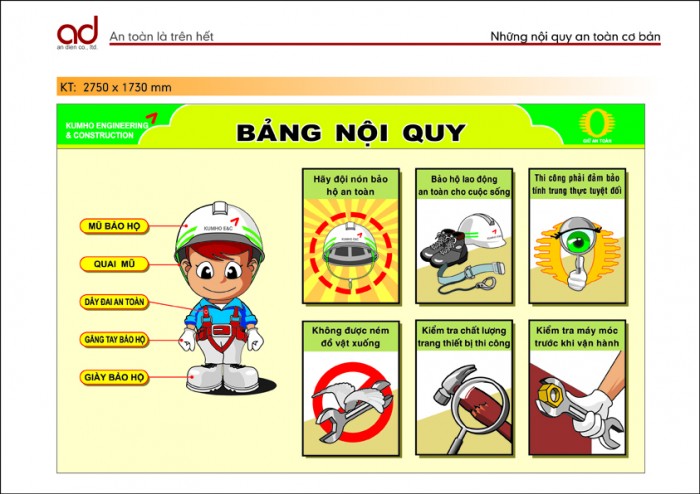 ad
an dien co., ltd.
An toàn là trên hết
Những nội quy an toàn cơ bản
KT: 2750 x 1730 mm
KUMHO ENGINEERING
& CONSTRUCTION
BẢNG NỘI QUY
GIỮ AN TOÀN
MŨ BẢO HỘ
QUAI MŨ
DÂY ĐAI AN TOÀN
GĂNG TAY BẢO HỘ
GIÀY BẢO HỘ
KUMHO E&C
Hãy đội nón bảo
hộ an toàn
KUMHO E&C
Bảo hộ lao động
an toàn cho cuộc sống
Thi công phải đảm bảo
tính trung thực tuyệt đối
Không được ném
đồ vật xuống
Kiểm tra chất lượng
trang thiết bị thi công
Kiểm tra máy móc
trước khi vận hành